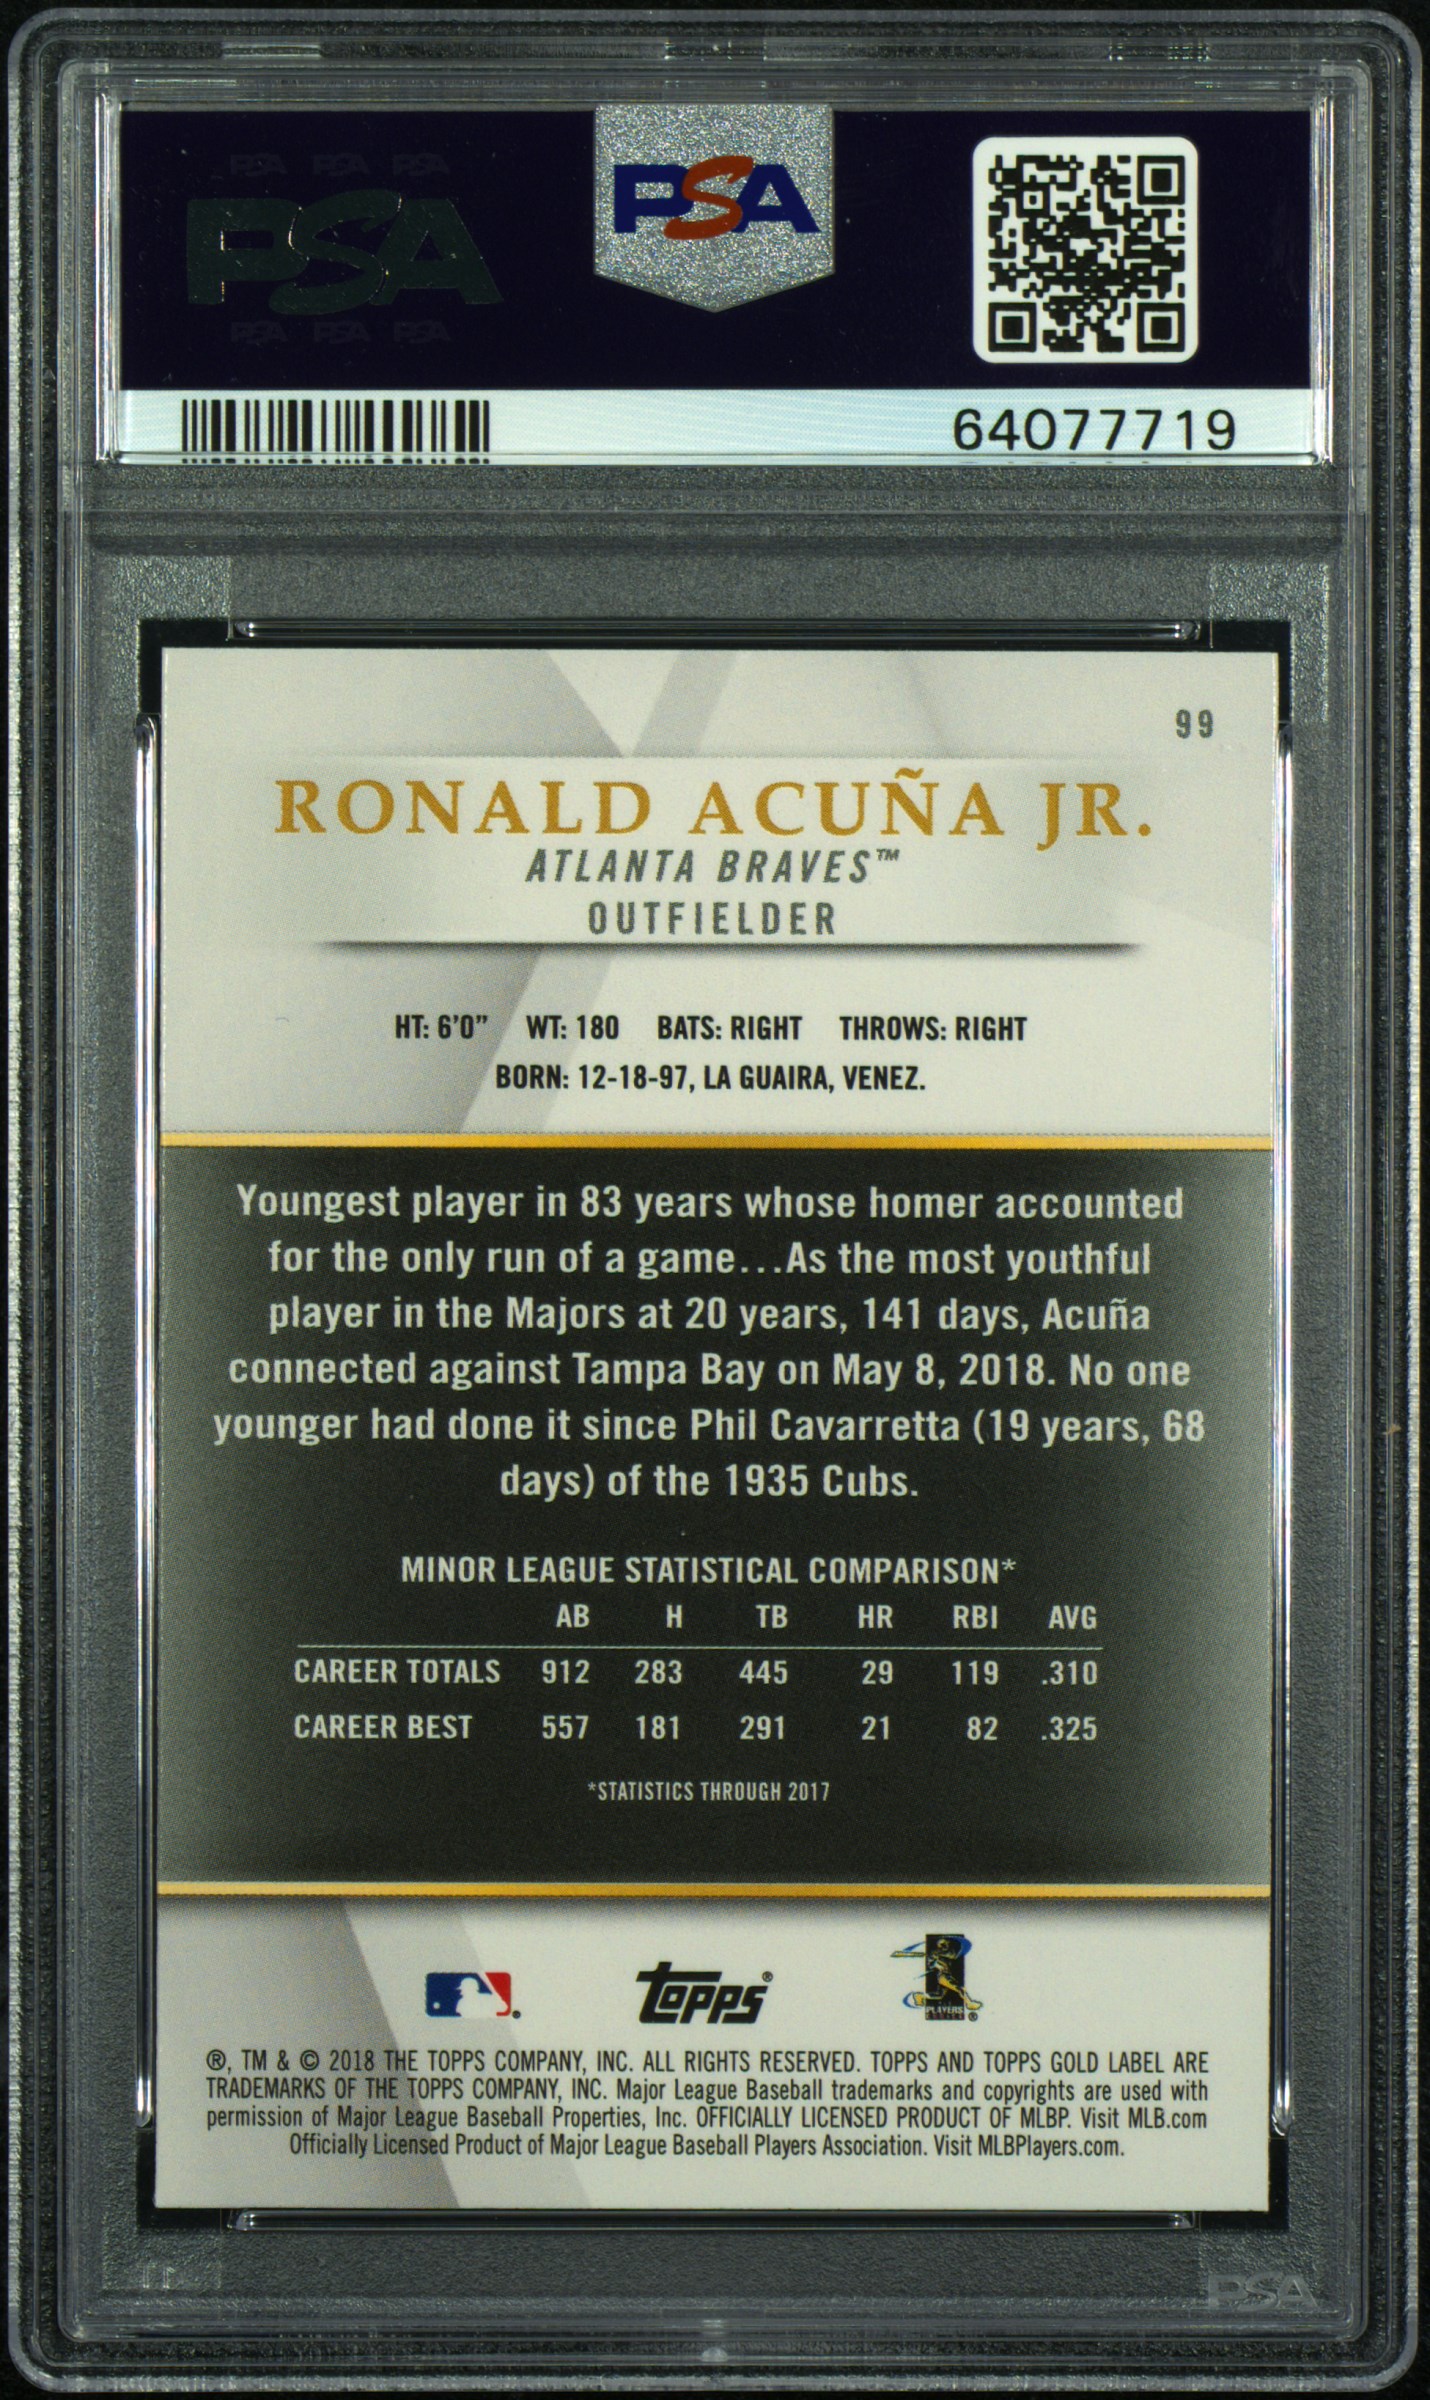 PSA PSA PSA
PSA
PSA PSA PSA
PSA
64077719
99
RONALD ACUÑA JR.
ATLANTA BRAVES™
OUTFIELDER
HT: 6'0" WT: 180 BATS: RIGHT THROWS: RIGHT
BORN: 12-18-97, LA GUAIRA, VENEZ.
Youngest player in 83 years whose homer accounted
for the only run of a game...As the most youthful
player in the Majors at 20 years, 141 days, Acuña
connected against Tampa Bay on May 8, 2018. No one
younger had done it since Phil Cavarretta (19 years, 68
days) of the 1935 Cubs.
MINOR LEAGUE STATISTICAL COMPARISON*
AB H TB HR RBI AVG
CAREER TOTALS 912 283 445 29 119 .310
CAREER BEST 557 181 291 21 82 .325
*STATISTICS THROUGH 2017
®
topps®
PLAYERS
®
®, TM & © 2018 THE TOPPS COMPANY, INC. ALL RIGHTS RESERVED. TOPPS AND TOPPS GOLD LABEL ARE
TRADEMARKS OF THE TOPPS COMPANY, INC. Major League Baseball trademarks and copyrights are used with
permission of Major League Baseball Properties, Inc. OFFICIALLY LICENSED PRODUCT OF MLBP. Visit MLB.com
Officially Licensed Product of Major League Baseball Players Association. Visit MLBPlayers.com.
PSA